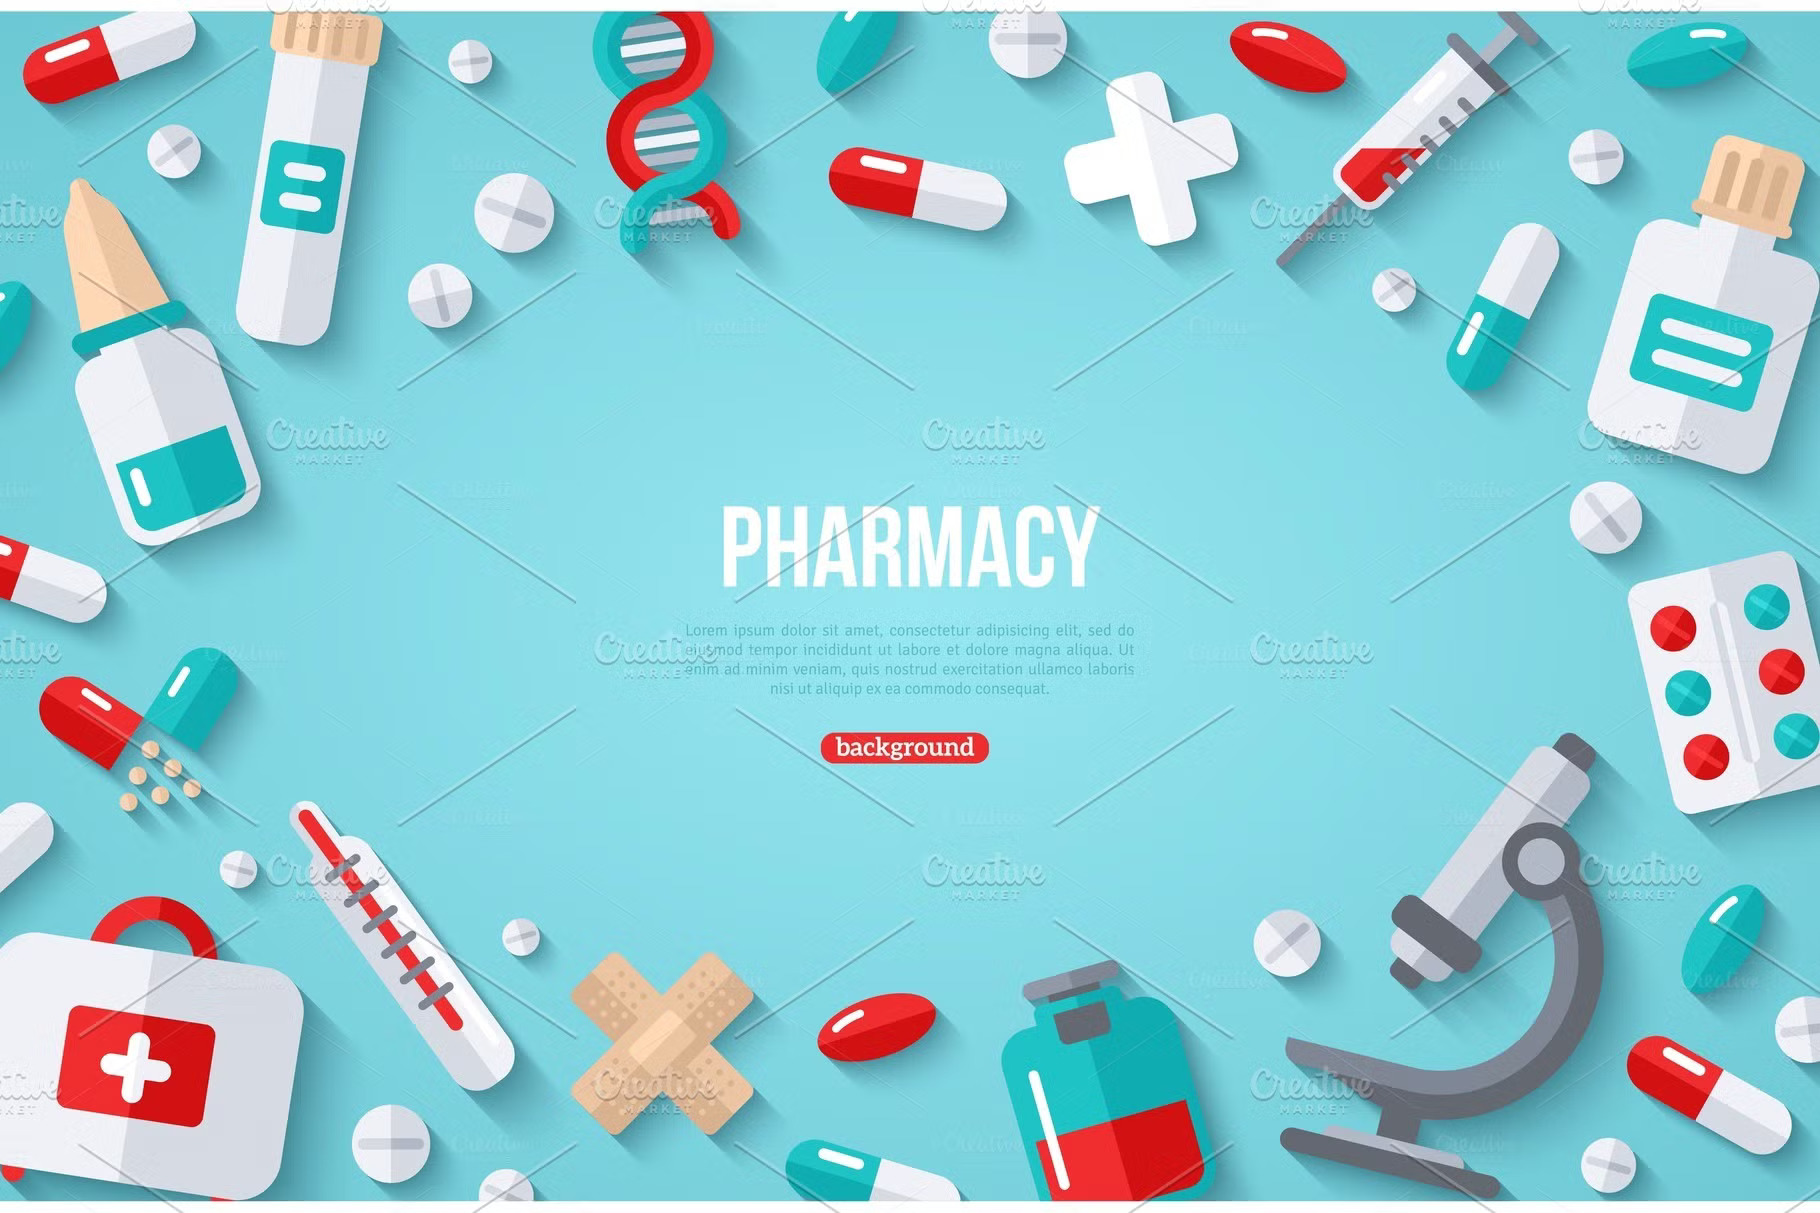 PHARMACY
Lorem ipsum dolor sit amet, consectetur adipisicing elit, sed do
eiusmod tempor incididunt ut labore et dolore magna aliqua. Ut
enim ad minim veniam, quis nostrud exercitation ullamco laboris
nisi ut aliquip ex ea commodo consequat.
background
Creative
MARKET